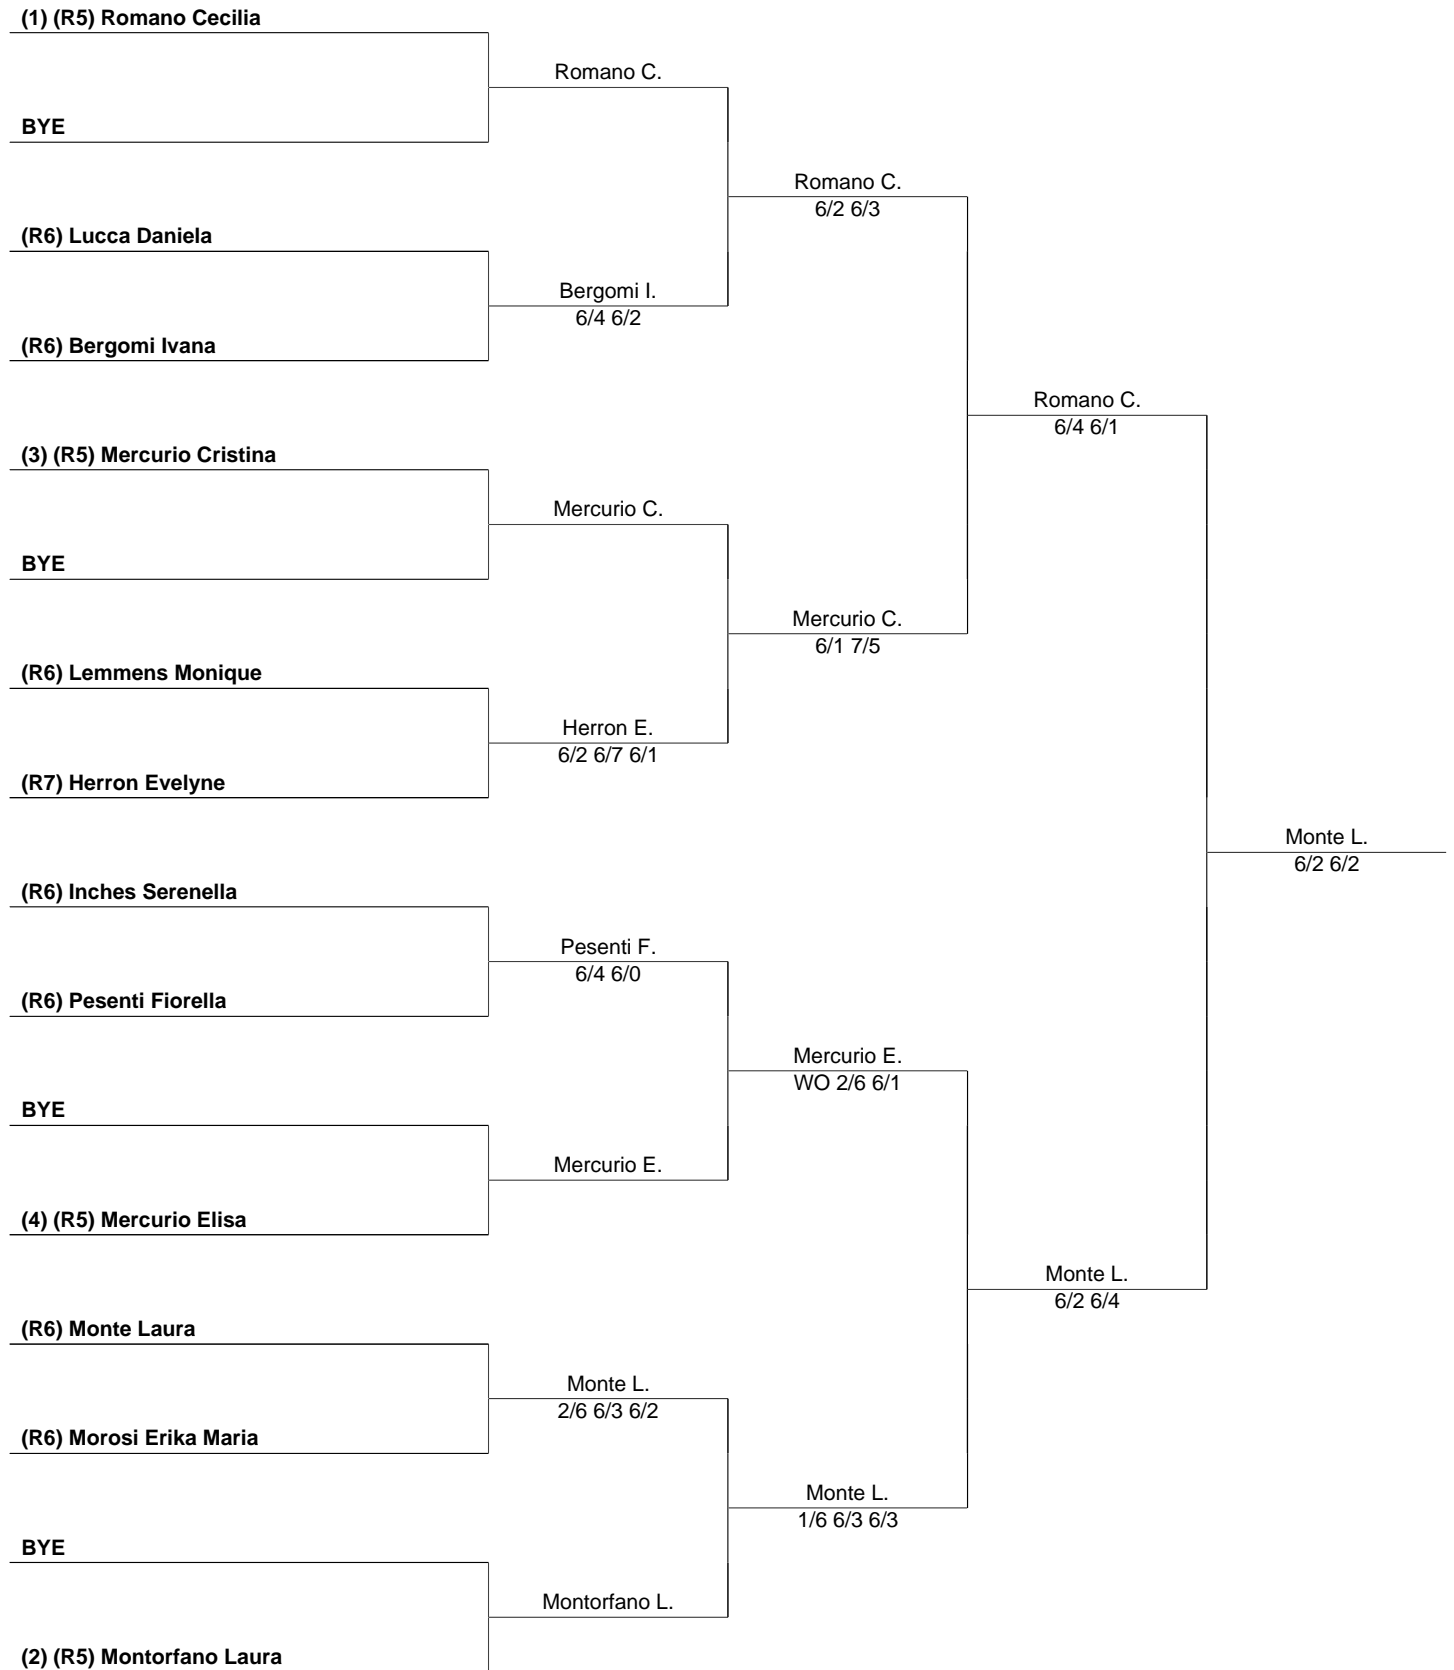 (1) (R5) Romano Cecilia
Romano C.
BYE
Romano C.
6/2 6/3
(R6) Lucca Daniela
Bergomi I.
6/4 6/2
(R6) Bergomi Ivana
Romano C.
6/4 6/1
(3) (R5) Mercurio Cristina
Mercurio C.
BYE
Mercurio C.
6/1 7/5
(R6) Lemmens Monique
Herron E.
6/2 6/7 6/1
(R7) Herron Evelyne
Monte L.
6/2 6/2
(R6) Inches Serenella
Pesenti F.
6/4 6/0
(R6) Pesenti Fiorella
Mercurio E.
WO 2/6 6/1
BYE
Mercurio E.
(4) (R5) Mercurio Elisa
Monte L.
6/2 6/4
(R6) Monte Laura
Monte L.
2/6 6/3 6/2
(R6) Morosi Erika Maria
Monte L.
1/6 6/3 6/3
BYE
Montorfano L.
(2) (R5) Montorfano Laura